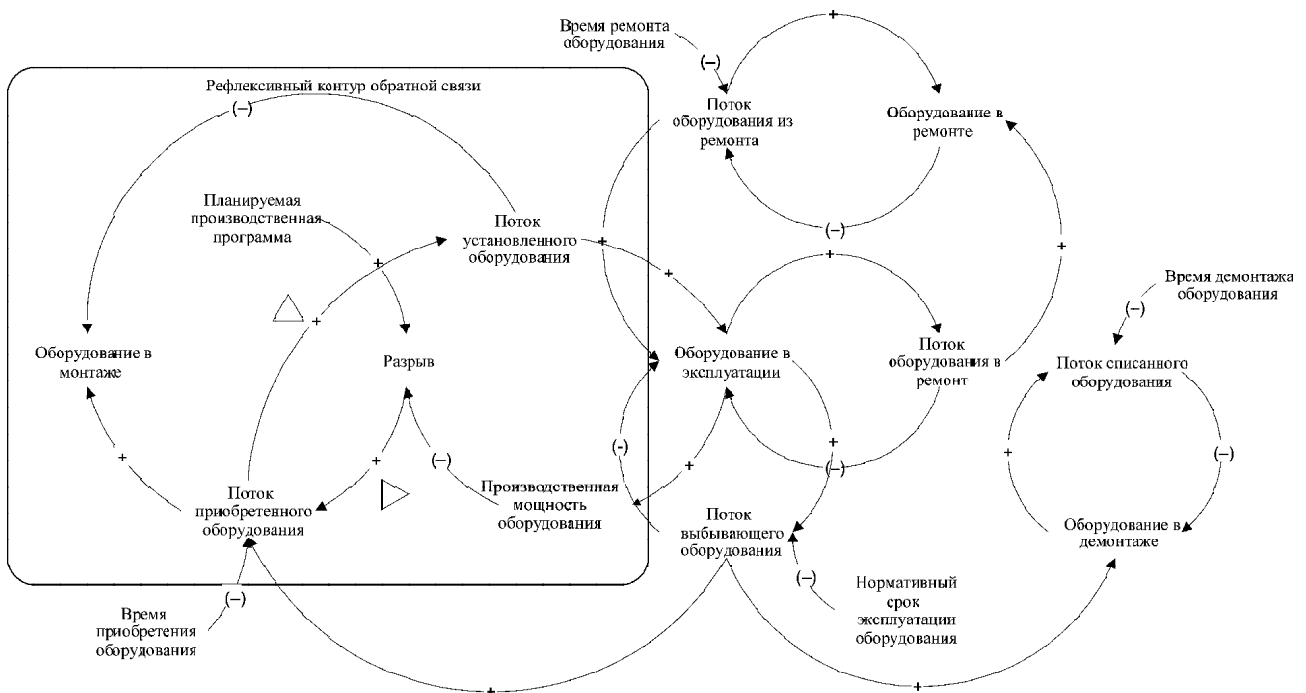 Время ремонта
оборудования
(–)
+
Рефлексивный контур обратной связи
(–)
Поток
оборудования из
ремонта
Оборудование в
ремонте
(–)
Планируемая
производственная
программа
+
Поток
установленного
оборудования
+
+
+
+
Время демонтажа
оборудования
(–)
+
Оборудование в
монтаже
Разрыв
Оборудование в
эксплуатации
Поток
оборудования в
ремонт
Поток списанного
оборудования
+
+
(–)
(-)
+
+
(–)
+
(–)
Поток
приобретенного
оборудования
Производственная
мощность
оборудования
Поток
выбывающего
оборудования
Оборудование в
демонтаже
(–)
(–)
Время
приобретения
оборудования
Нормативный
срок
эксплуатации
оборудования
+
+